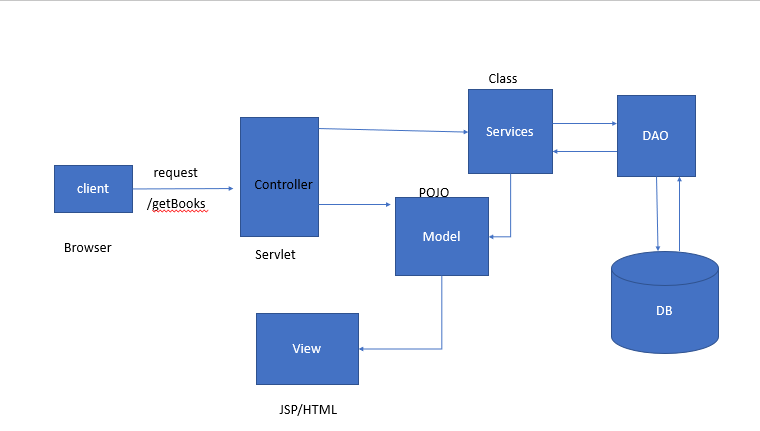 Class
Services
DAO
request
client
Controller
/getBooks
POJO
Browser
Servlet
Model
DB
View
JSP/HTML